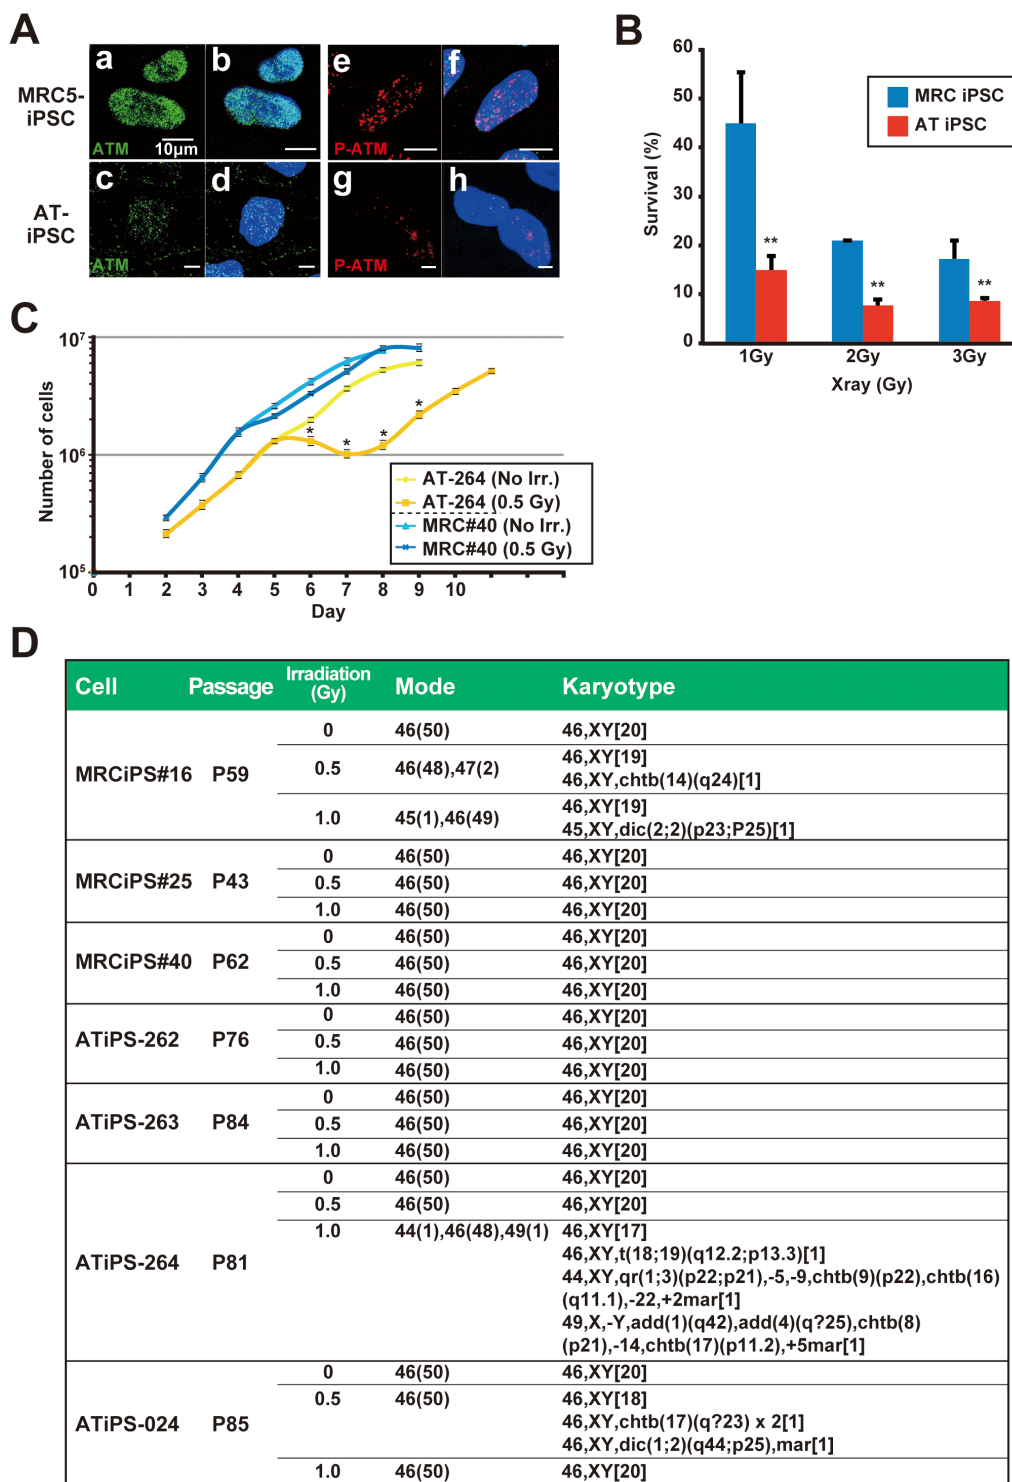 A
a
b
e
f
MRC5-
iPSC
ATM
10μm
P-ATM
c
d
g
h
AT-
iPSC
ATM
P-ATM
B
60
50
40
30
20
10
0
Survival (%)
MRC iPSC
AT iPSC
**
**
**
1Gy
2Gy
3Gy
Xray (Gy)
C
10⁷
10⁶
10⁵
Number of cells
*
*
*
*
AT-264 (No Irr.)
AT-264 (0.5 Gy)
MRC#40 (No Irr.)
MRC#40 (0.5 Gy)
0 1 2 3 4 5 6 7 8 9 10
Day
D
Cell Passage Irradiation (Gy) Mode Karyotype
MRCiPS#16 P59
0 46(50) 46,XY[20]
0.5 46(48),47(2) 46,XY[19]
46,XY,chtb(14)(q24)[1]
1.0 45(1),46(49) 46,XY[19]
45,XY,dic(2;2)(p23;P25)[1]
MRCiPS#25 P43
0 46(50) 46,XY[20]
0.5 46(50) 46,XY[20]
1.0 46(50) 46,XY[20]
MRCiPS#40 P62
0 46(50) 46,XY[20]
0.5 46(50) 46,XY[20]
1.0 46(50) 46,XY[20]
ATiPS-262 P76
0 46(50) 46,XY[20]
0.5 46(50) 46,XY[20]
1.0 46(50) 46,XY[20]
ATiPS-263 P84
0 46(50) 46,XY[20]
0.5 46(50) 46,XY[20]
1.0 46(50) 46,XY[20]
ATiPS-264 P81
0 46(50) 46,XY[20]
0.5 46(50) 46,XY[20]
1.0 44(1),46(48),49(1) 46,XY[17]
46,XY,t(18;19)(q12.2;p13.3)[1]
44,XY,qr(1;3)(p22;p21),-5,-9,chtb(9)(p22),chtb(16)
(q11.1),-22,+2mar[1]
49,X,-Y,add(1)(q42),add(4)(q?25),chtb(8)
(p21),-14,chtb(17)(p11.2),+5mar[1]
ATiPS-024 P85
0 46(50) 46,XY[20]
0.5 46(50) 46,XY[18]
46,XY,chtb(17)(q?23) x 2[1]
46,XY,dic(1;2)(q44;p25),mar[1]
1.0 46(50) 46,XY[20]